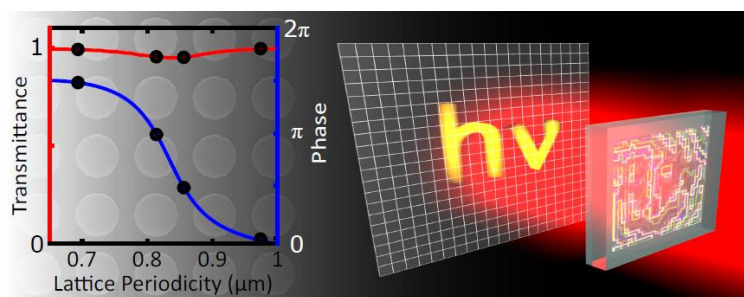 Transmittance
1
0
2π
π
0
Phase
0.7 0.8 0.9 1
Lattice Periodicity (μm)
hν